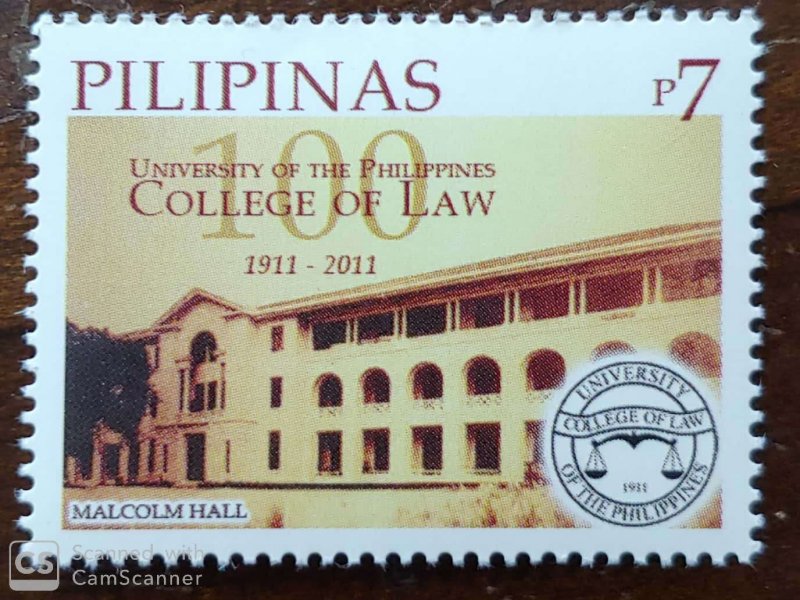 PILIPINAS
P7
100
UNIVERSITY OF THE PHILIPPINES
COLLEGE OF LAW
1911 - 2011
UNIVERSITY
COLLEGE OF LAW
1911
OF THE PHILIPPINES
MALCOLM HALL
CS Scanned with
CamScanner